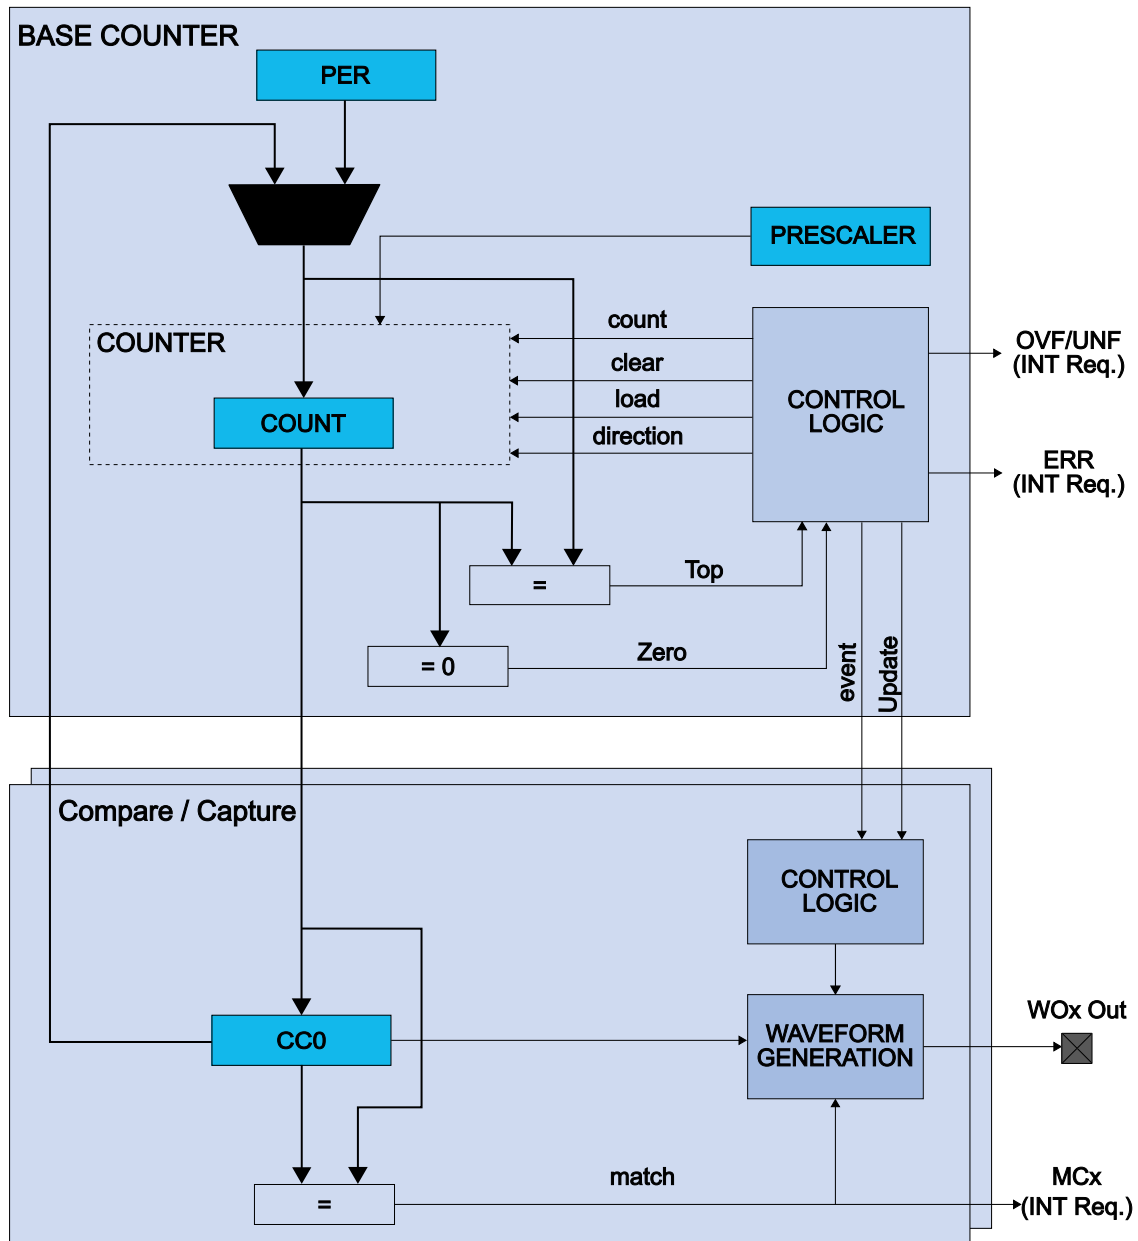 BASE COUNTER
PER
PRESCALER
COUNTER
count
clear
load
direction
COUNT
CONTROL
LOGIC
OVF/UNF
(INT Req.)
ERR
(INT Req.)
=
Top
= 0
Zero
event
Update
Compare / Capture
CONTROL
LOGIC
CC0
WAVEFORM
GENERATION
WOx Out
=
match
MCx
(INT Req.)